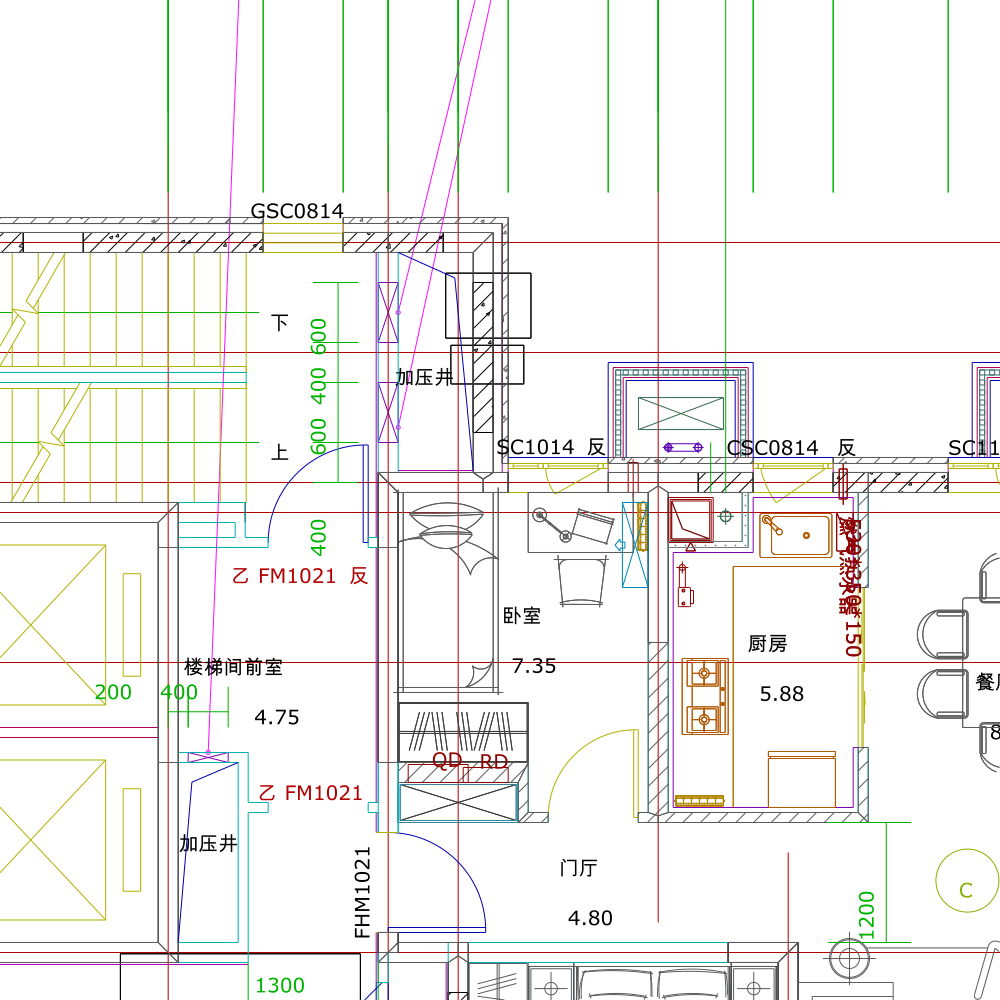 GSC0814
下
600
400
加压井
600
上
SC1014 反
CSC0814 反
SC11
400
乙 FM1021 反
卧室
7.35
厨房
5.88
楼梯间前室
4.75
200
400
QD
RD
乙 FM1021
加压井
FHM1021
门厅
4.80
1200
C
1300